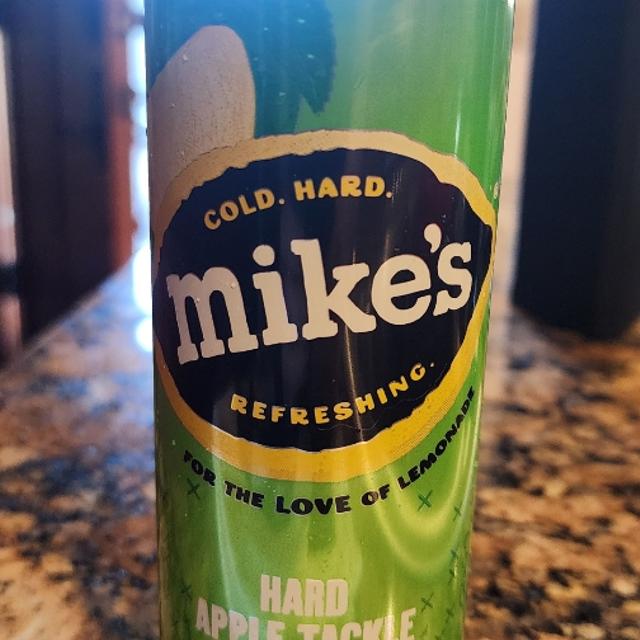 COLD. HARD.
mike's
REFRESHING.
FOR THE LOVE OF LEMONADE
HARD
APPLE TACKLE